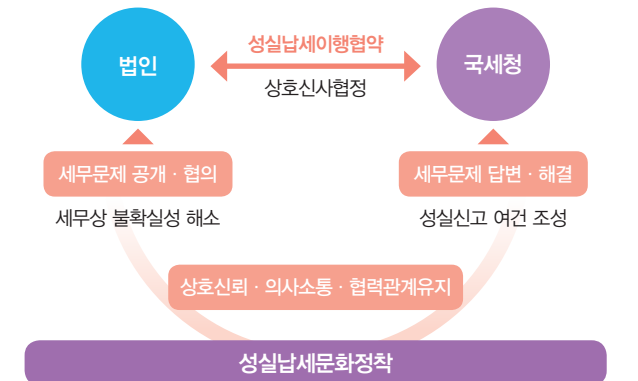 법인
성실납세이행협약
상호신사협정
국세청
세무문제 공개 · 협의
세무문제 답변 · 해결
세무상 불확실성 해소
성실신고 여건 조성
상호신뢰 · 의사소통 · 협력관계유지
성실납세문화정착